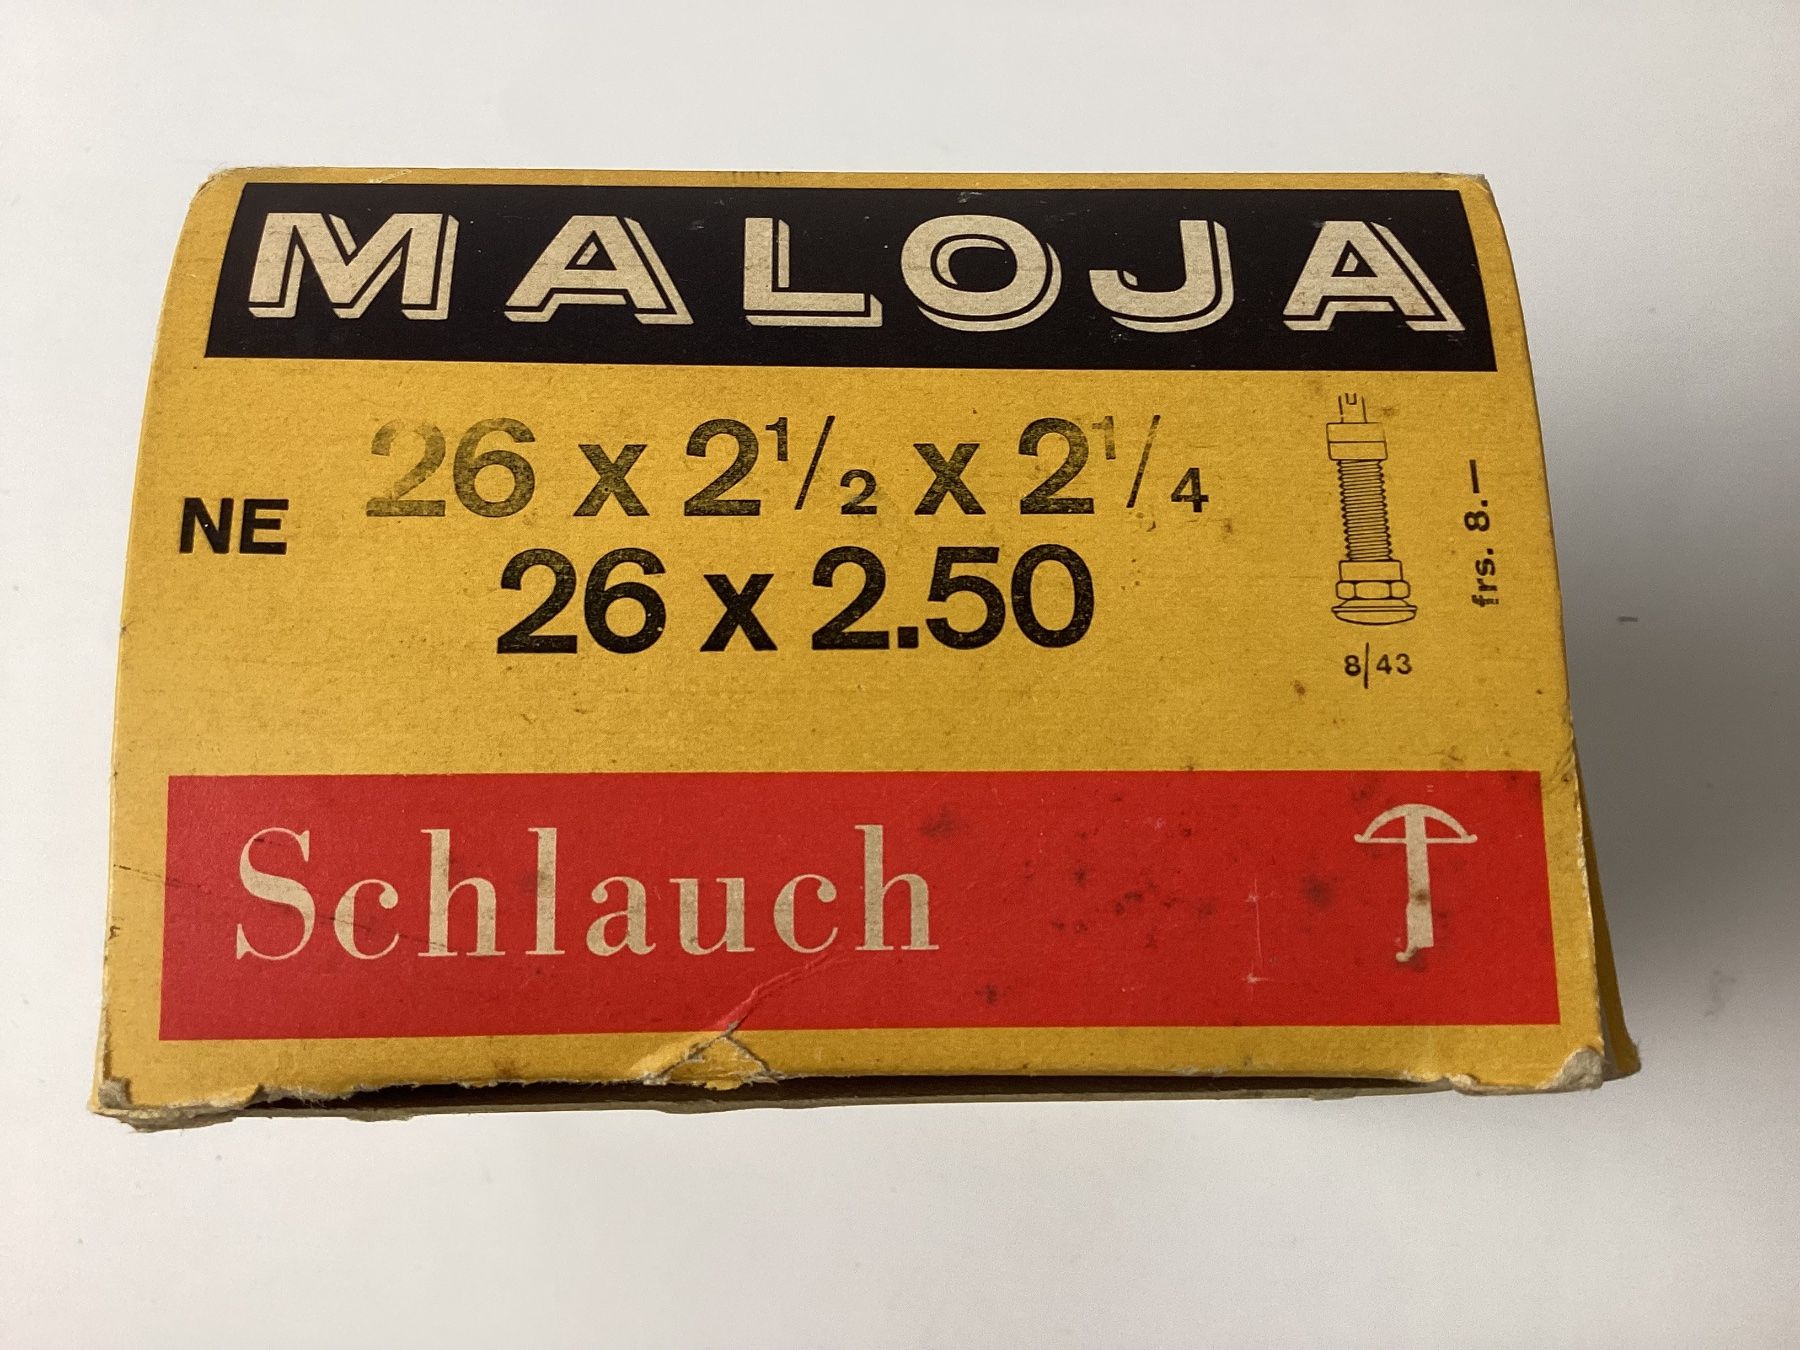 MALOJA
NE
26 x 2 1/2 x 2 1/4
26 x 2.50
8/43
frs. 8.—
Schlauch